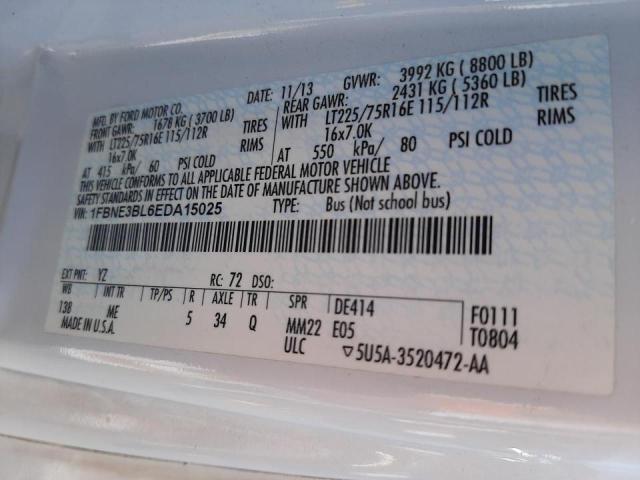 MFG. BY FORD MOTOR CO.
DATE: 11/13 GVWR: 3992 KG ( 8800 LB)
FRONT GAWR: 1678 KG ( 3700 LB) REAR GAWR: 2431 KG ( 5360 LB)
WITH LT225/75R16E 115/112R TIRES WITH LT225/75R16E 115/112R TIRES
16x7.0K RIMS 16x7.0K RIMS
AT 415 kPa/ 60 PSI COLD AT 550 kPa/ 80 PSI COLD
THIS VEHICLE CONFORMS TO ALL APPLICABLE FEDERAL MOTOR VEHICLE
SAFETY STANDARDS IN EFFECT ON THE DATE OF MANUFACTURE SHOWN ABOVE.
VIN: 1FBNE3BL6EDA15025 TYPE: Bus (Not school bus)
EXT PNT: YZ RC: 72 DSO:
WB INT TR TP/PS R AXLE TR SPR DE414 F0111
138 ME 5 34 Q MM22 E05 T0804
MADE IN U.S.A. ULC ▽5U5A-3520472-AA